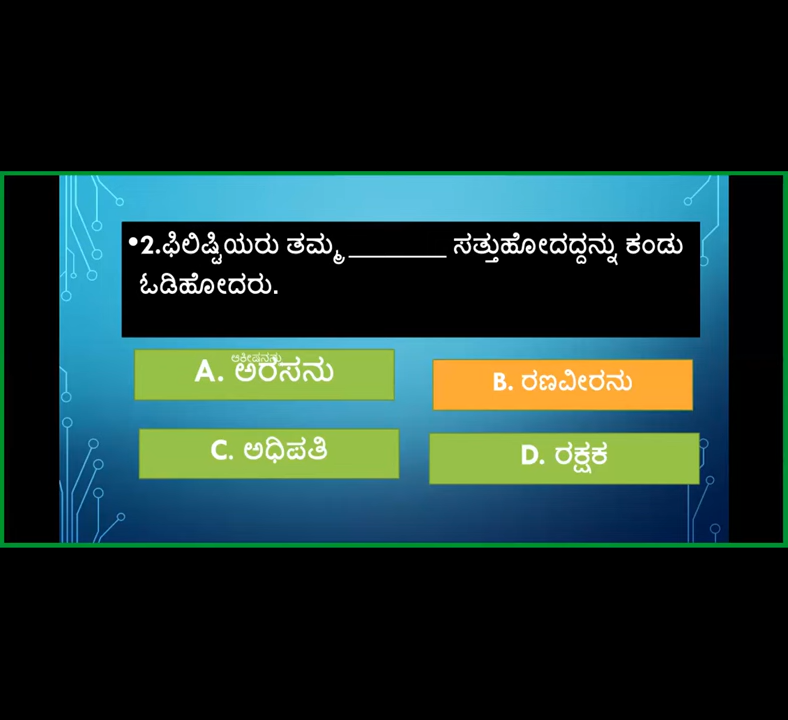 •2.ಫಿಲಿಷ್ಟಿಯರು ತಮ್ಮ ________ ಸತ್ತುಹೋದದ್ದನ್ನು ಕಂಡು
ಓಡಿಹೋದರು.
A. ಅರಸನು
B. ರಣವೀರನು
C. ಅಧಿಪತಿ
D. ರಕ್ಷಕ